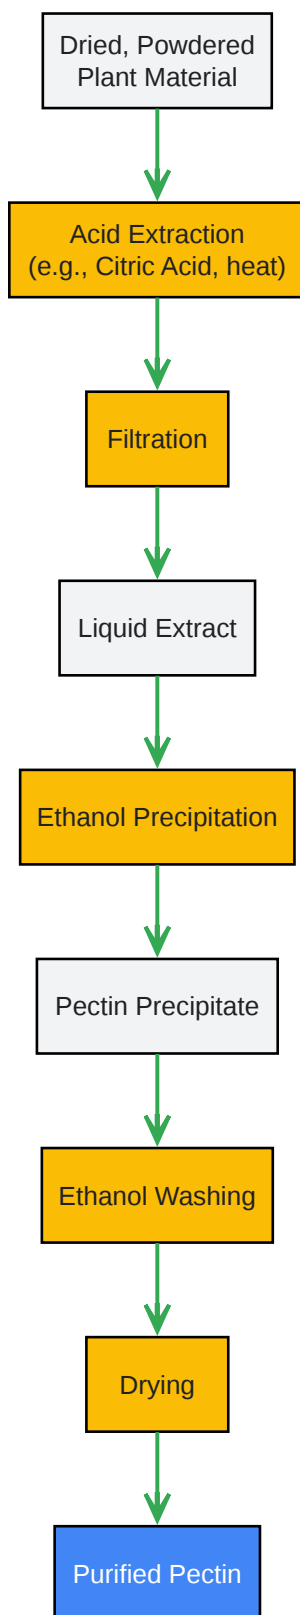 Dried, Powdered
Plant Material
Acid Extraction
(e.g., Citric Acid, heat)
Filtration
Liquid Extract
Ethanol Precipitation
Pectin Precipitate
Ethanol Washing
Drying
Purified Pectin